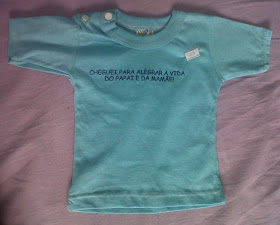 CHEGUEI PARA ALEGRAR A VIDA
DO PAPAI E DA MAMÃE!